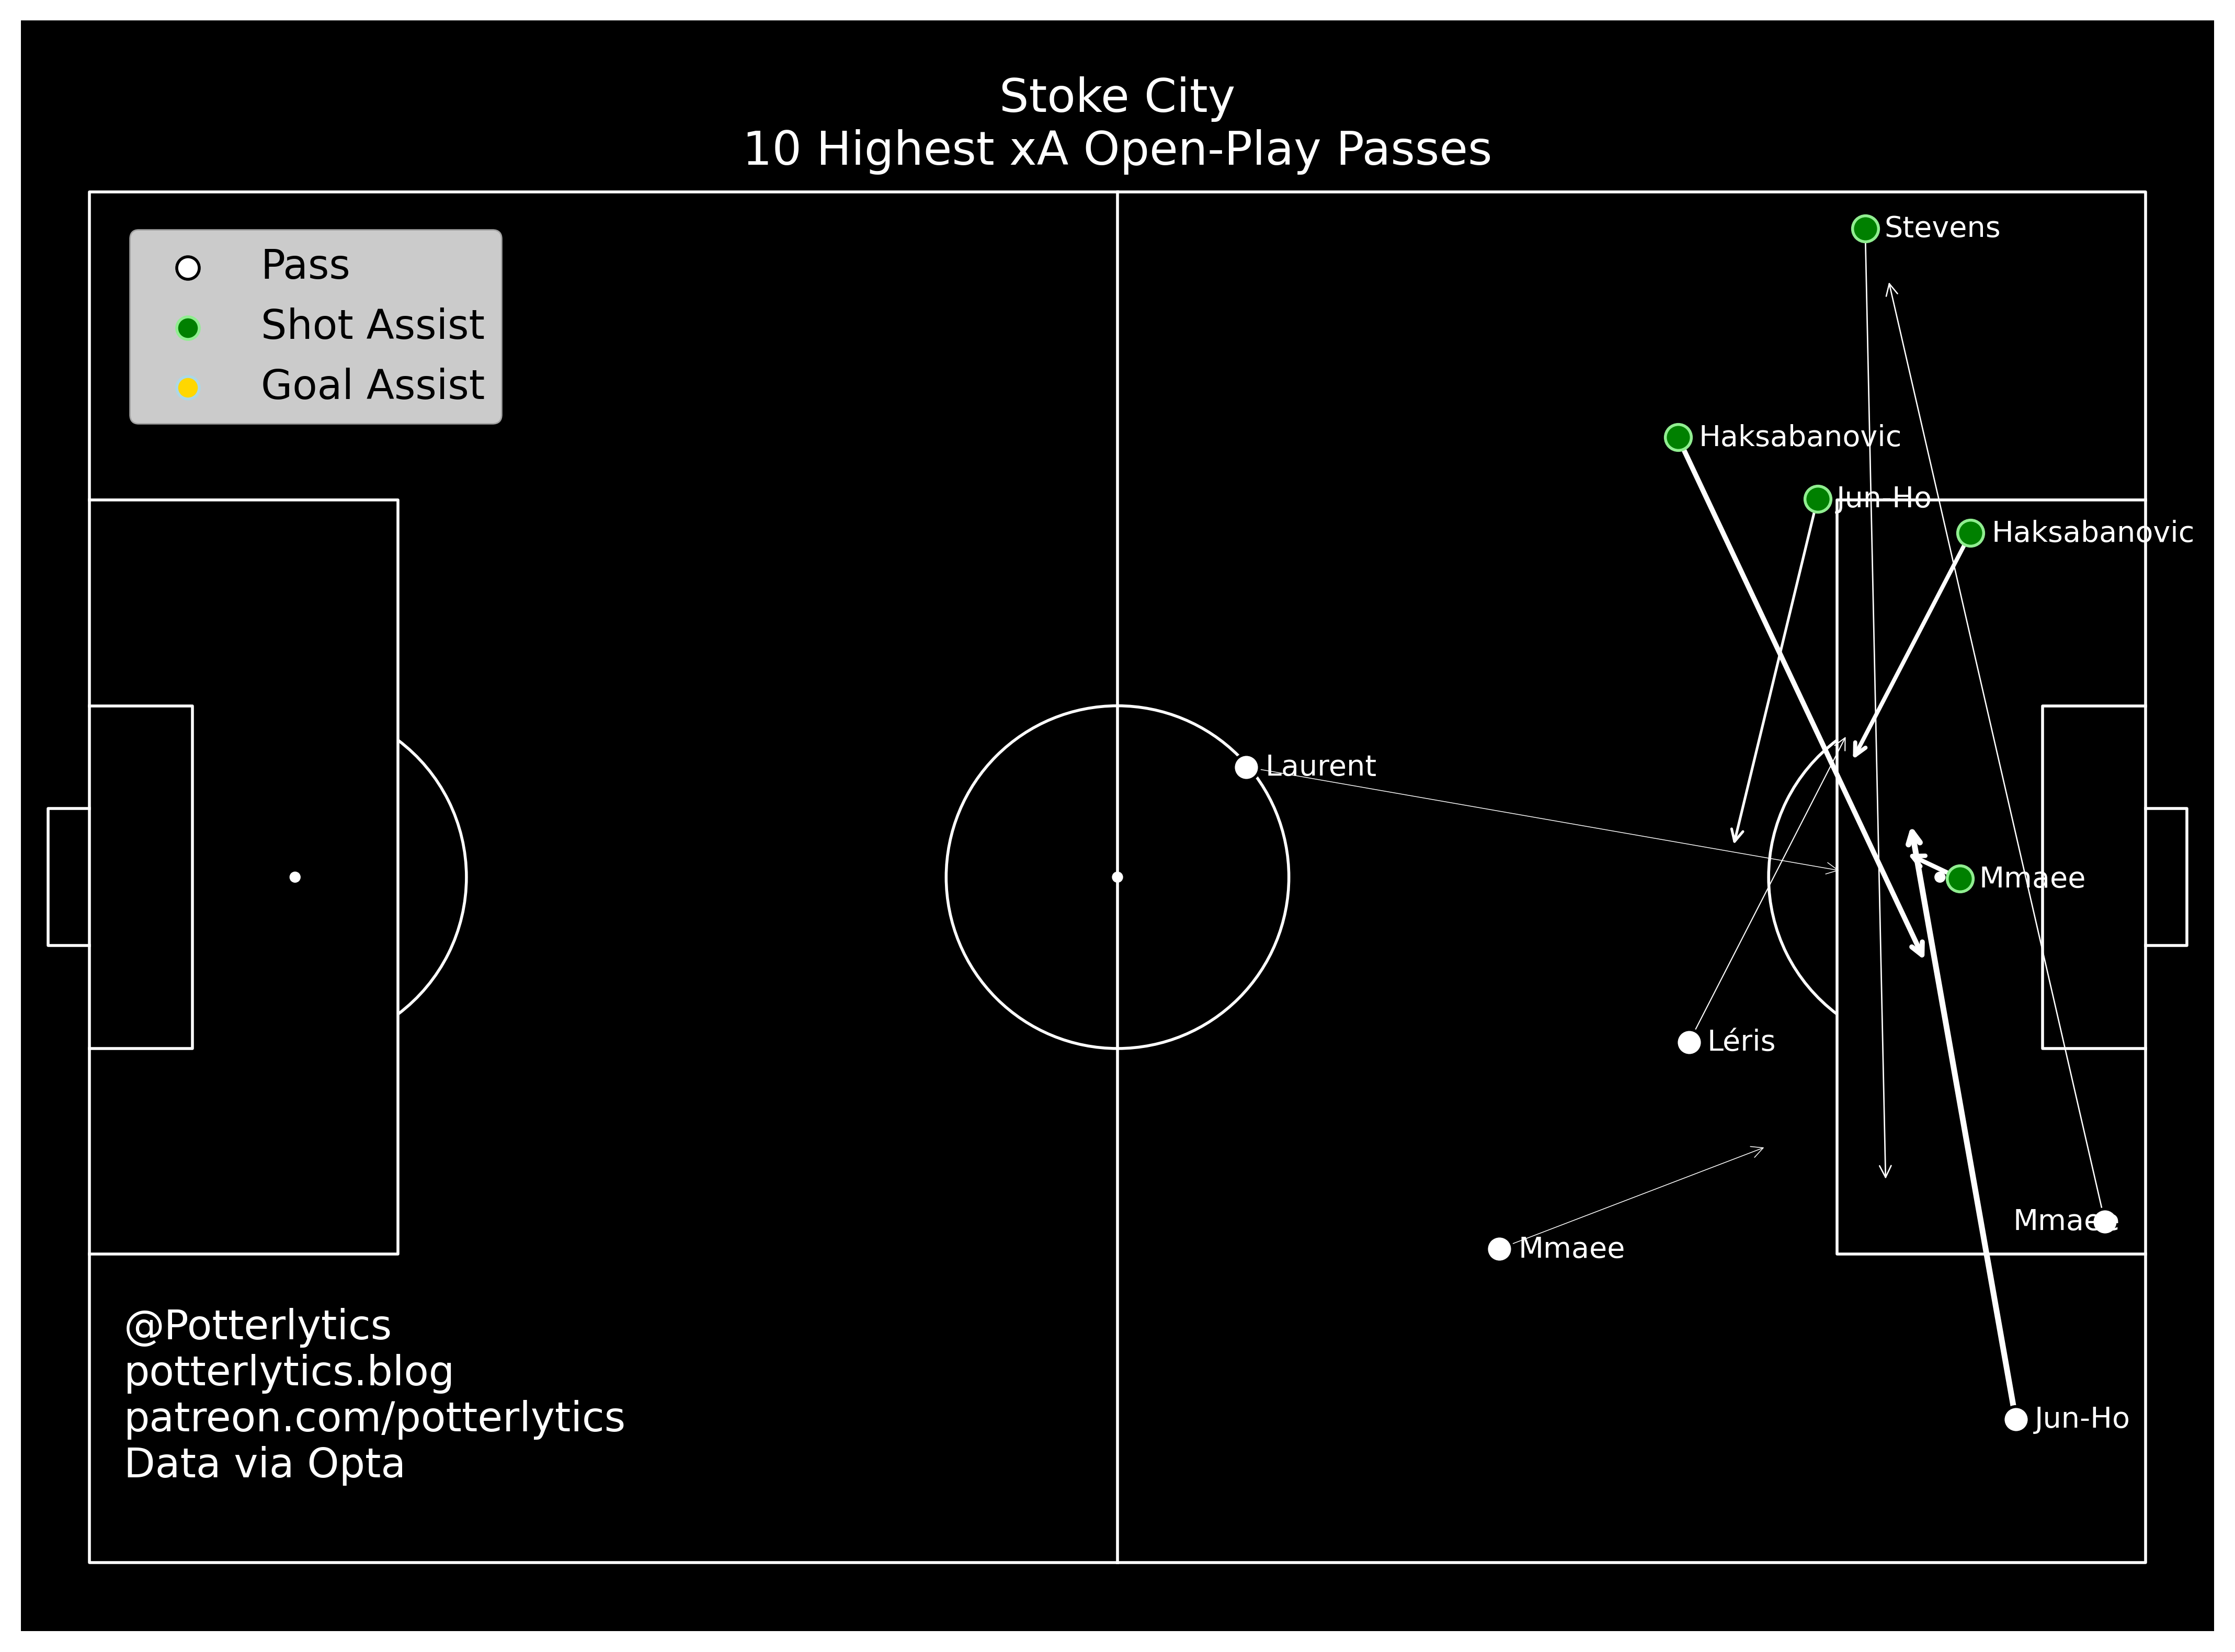 Stoke City
10 Highest xA Open-Play Passes
Pass
Shot Assist
Goal Assist
Stevens
Haksabanovic
Jun-Ho
Haksabanovic
Laurent
Mmaee
Léris
Mmaee
Mmaee
Jun-Ho
@Potterlytics
potterlytics.blog
patreon.com/potterlytics
Data via Opta